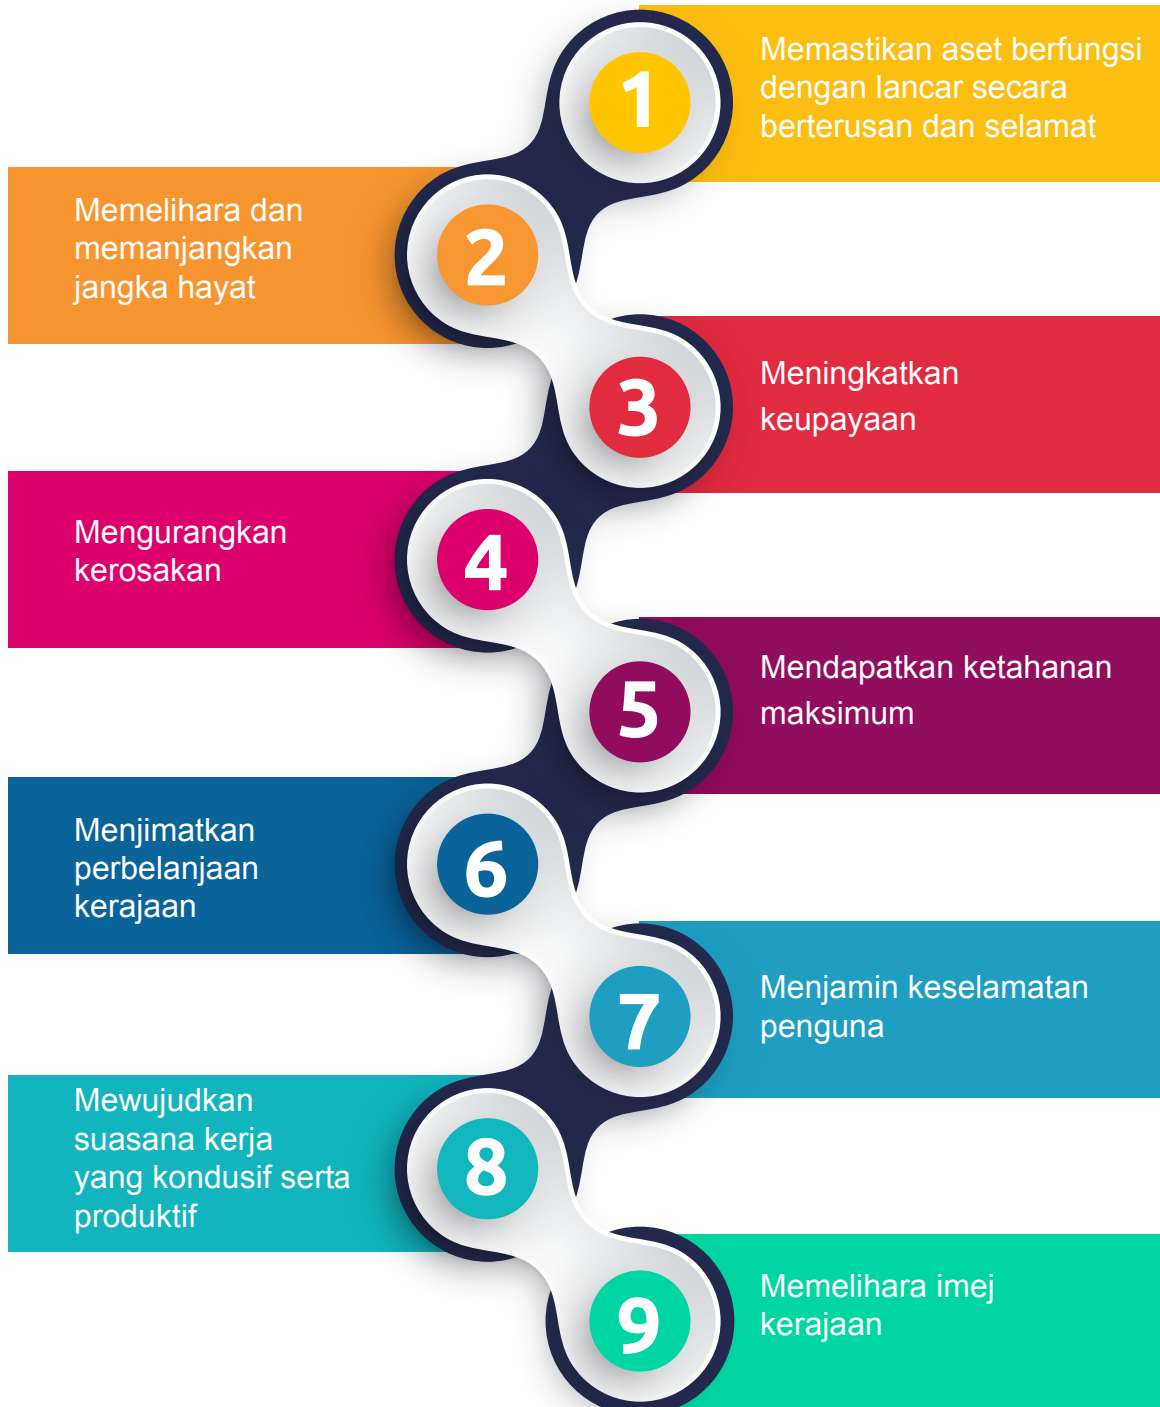 1
Memastikan aset berfungsi
dengan lancar secara
berterusan dan selamat
2
Memelihara dan
memanjangkan
jangka hayat
3
Meningkatkan
keupayaan
4
Mengurangkan
kerosakan
5
Mendapatkan ketahanan
maksimum
6
Menjimatkan
perbelanjaan
kerajaan
7
Menjamin keselamatan
penguna
8
Mewujudkan
suasana kerja
yang kondusif serta
produktif
9
Memelihara imej
kerajaan